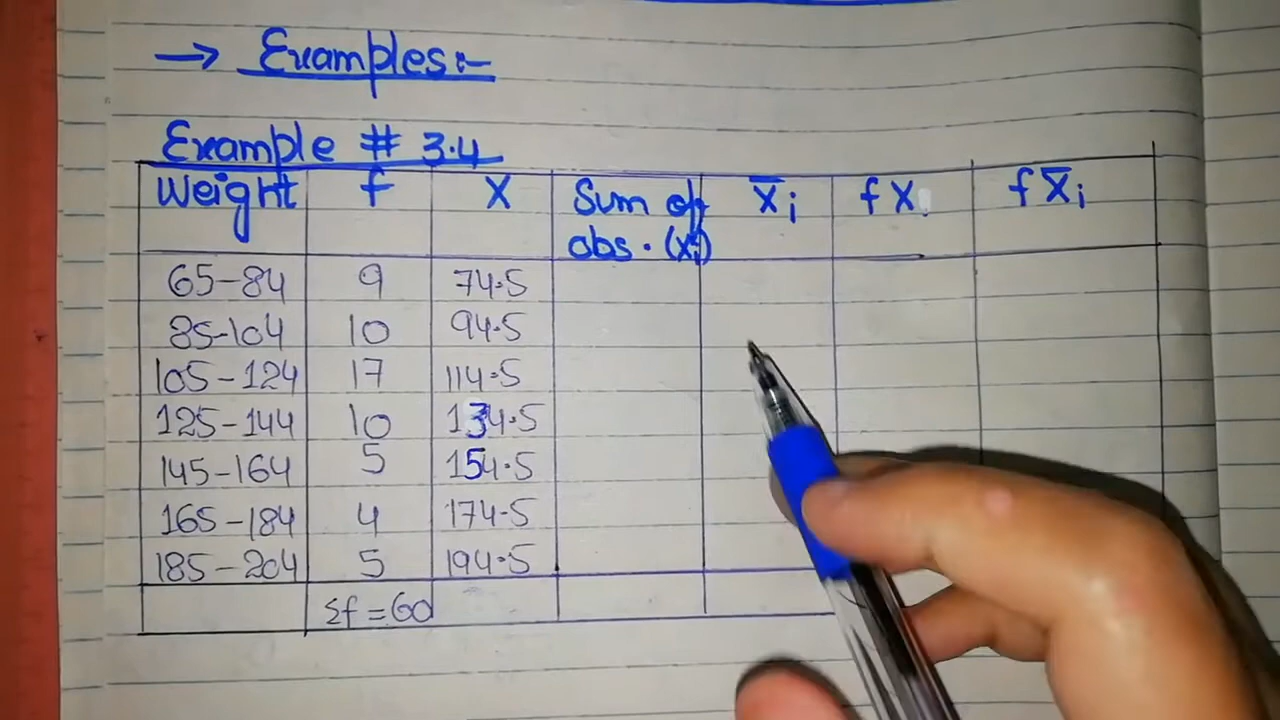 → Examples:-
Example # 3.4
Weight f X Sum of obs. (xi) X̅i fX fX̅i
65-84 9 74.5
85-104 10 94.5
105-124 17 114.5
125-144 10 134.5
145-164 5 154.5
165-184 4 174.5
185-204 5 194.5
Σf = 60